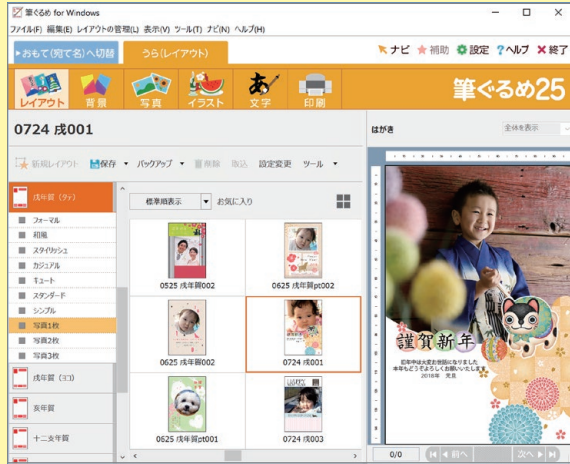 筆ぐるめ for Windows
ファイル(F) 編集(E) レイアウトの管理(L) 表示(V) ツール(T) ナビ(N) ヘルプ(H)
▸おもて(宛て名)へ切替
うら(レイアウト)
ナビ ★補助 設定 ?ヘルプ ×終了
レイアウト 背景 写真 イラスト 文字 印刷
筆ぐるめ25
0724 戌001
はがき
全体を表示
新規レイアウト 保存 ▾ バックアップ ▾ 削除 取込 設定変更 ツール ▾
戌年賀 (タテ)
標準順表示 ▾ お気に入り
フォーマル
和風
スタイリッシュ
カジュアル
キュート
スタンダード
シンプル
写真1枚
写真2枚
写真3枚
戌年賀 (ヨコ)
亥年賀
十二支年賀
0525 戌年賀002
0625 戌年賀pt002
0625 戌年賀002
0724 戌001
0625 戌年賀pt001
0724 戌003
謹賀新年
旧年中は大変お世話になりました
本年もどうぞよろしくお願いいたします
2018年 元旦
0/0
前へ
次へ